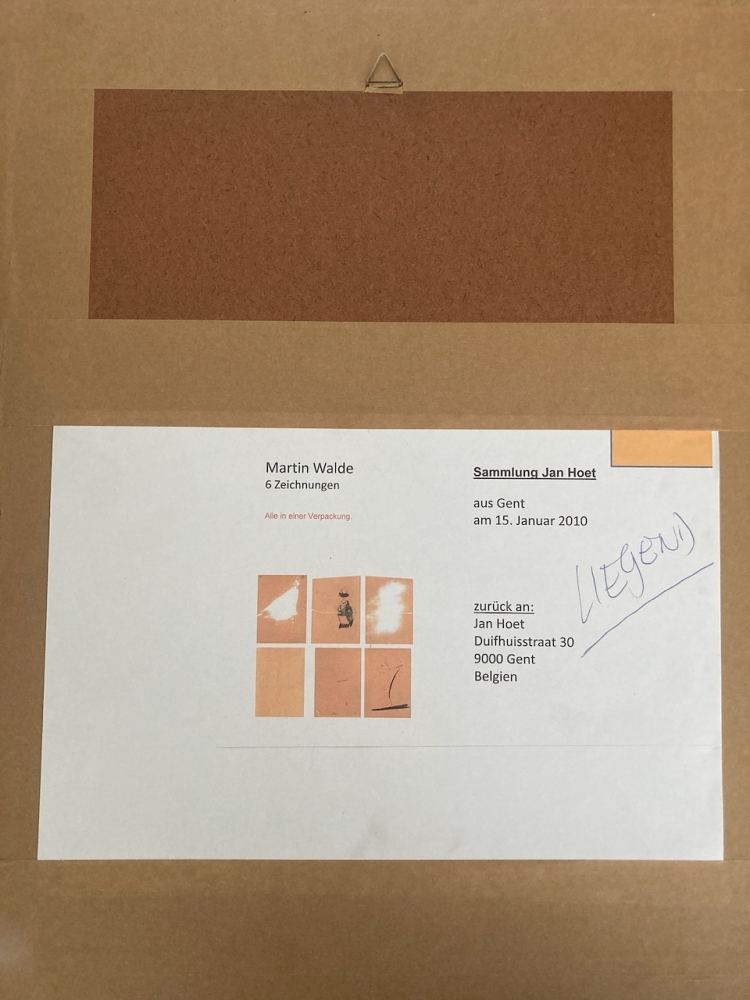 Martin Walde
6 Zeichnungen
Alle in einer Verpackung.
Sammlung Jan Hoet
aus Gent
am 15. Januar 2010
LIEGEND
zurück an:
Jan Hoet
Duifhuisstraat 30
9000 Gent
Belgien